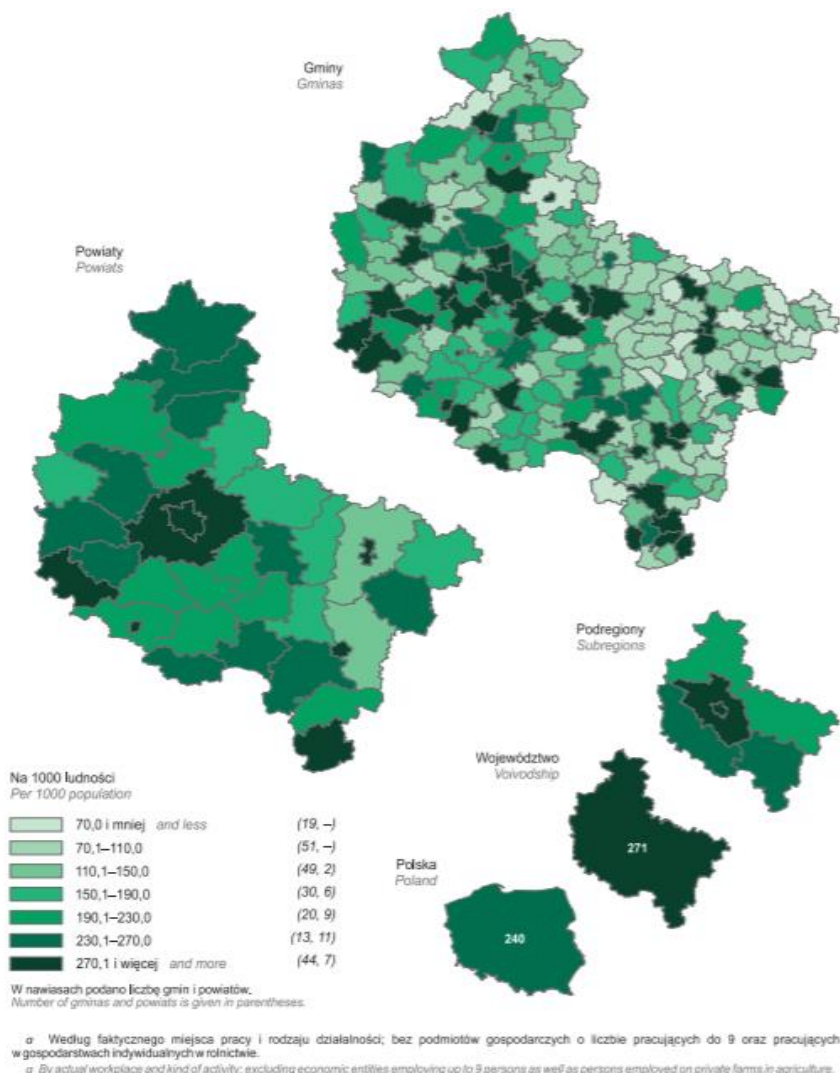 Gminy
Gminas
Powiaty
Powiats
Podregiony
Subregions
Województwo
Voivodship
271
Polska
Poland
240
Na 1000 ludności
Per 1000 population
70,0 i mniej and less (19, –)
70,1–110,0 (51, –)
110,1–150,0 (49, 2)
150,1–190,0 (30, 6)
190,1–230,0 (20, 9)
230,1–270,0 (13, 11)
270,1 i więcej and more (44, 7)
W nawiasach podano liczbę gmin i powiatów.
Number of gminas and powiats is given in parentheses.
a Według faktycznego miejsca pracy i rodzaju działalności; bez podmiotów gospodarczych o liczbie pracujących do 9 oraz pracujących
w gospodarstwach indywidualnych w rolnictwie.
a By actual workplace and kind of activity; excluding economic entities employing up to 9 persons as well as persons employed on private farms in agriculture.